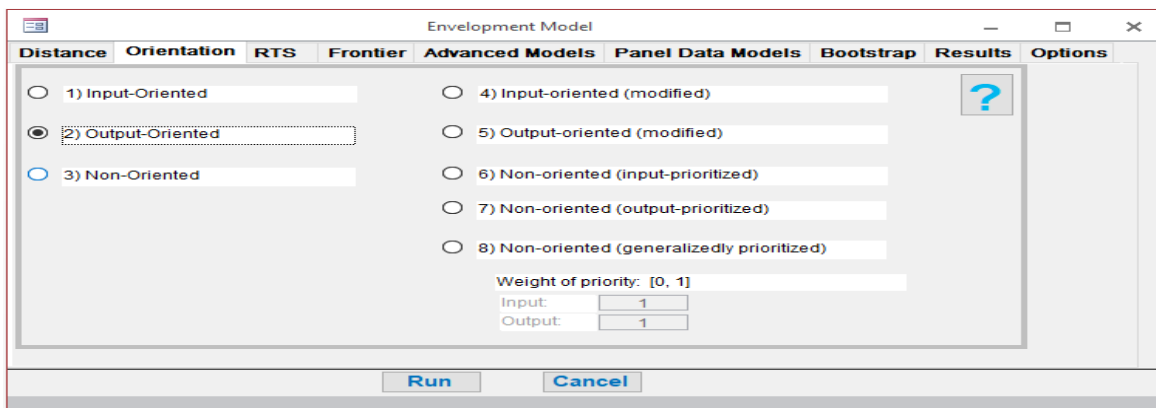 Envelopment Model
Distance Orientation RTS Frontier Advanced Models Panel Data Models Bootstrap Results Options
1) Input-Oriented
2) Output-Oriented
3) Non-Oriented
4) Input-oriented (modified)
5) Output-oriented (modified)
6) Non-oriented (input-prioritized)
7) Non-oriented (output-prioritized)
8) Non-oriented (generalizedly prioritized)
Weight of priority: [0, 1]
Input: 1
Output: 1
?
Run Cancel